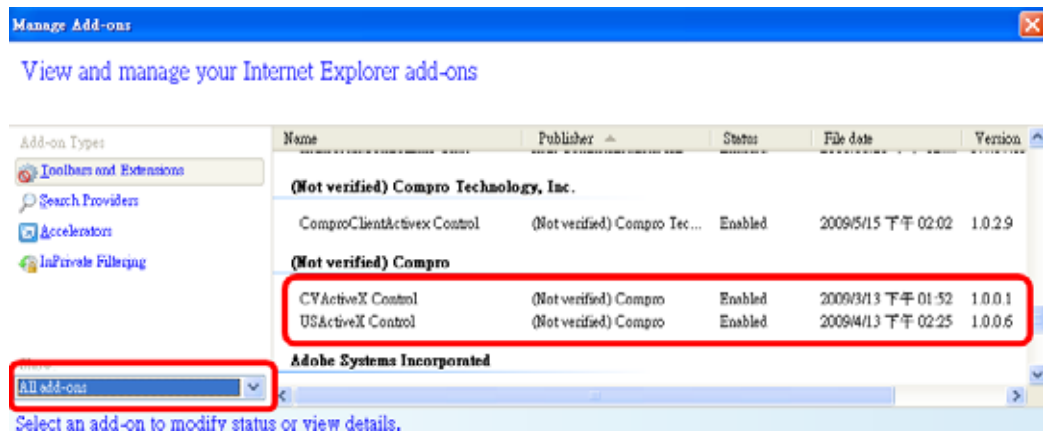 Manage Add-ons
View and manage your Internet Explorer add-ons
Add-on Types
Toolbars and Extensions
Search Providers
Accelerators
InPrivate Filtering
Name Publisher Status File date Version
(Not verified) Compro Technology, Inc.
ComproClientActivex Control (Not verified) Compro Tec... Enabled 2009/5/15 下午 02:02 1.0.2.9
(Not verified) Compro
CVActiveX Control (Not verified) Compro Enabled 2009/3/13 下午 01:52 1.0.0.1
USActiveX Control (Not verified) Compro Enabled 2009/4/13 下午 02:25 1.0.0.6
Adobe Systems Incorporated
All add-ons
Select an add-on to modify status or view details.